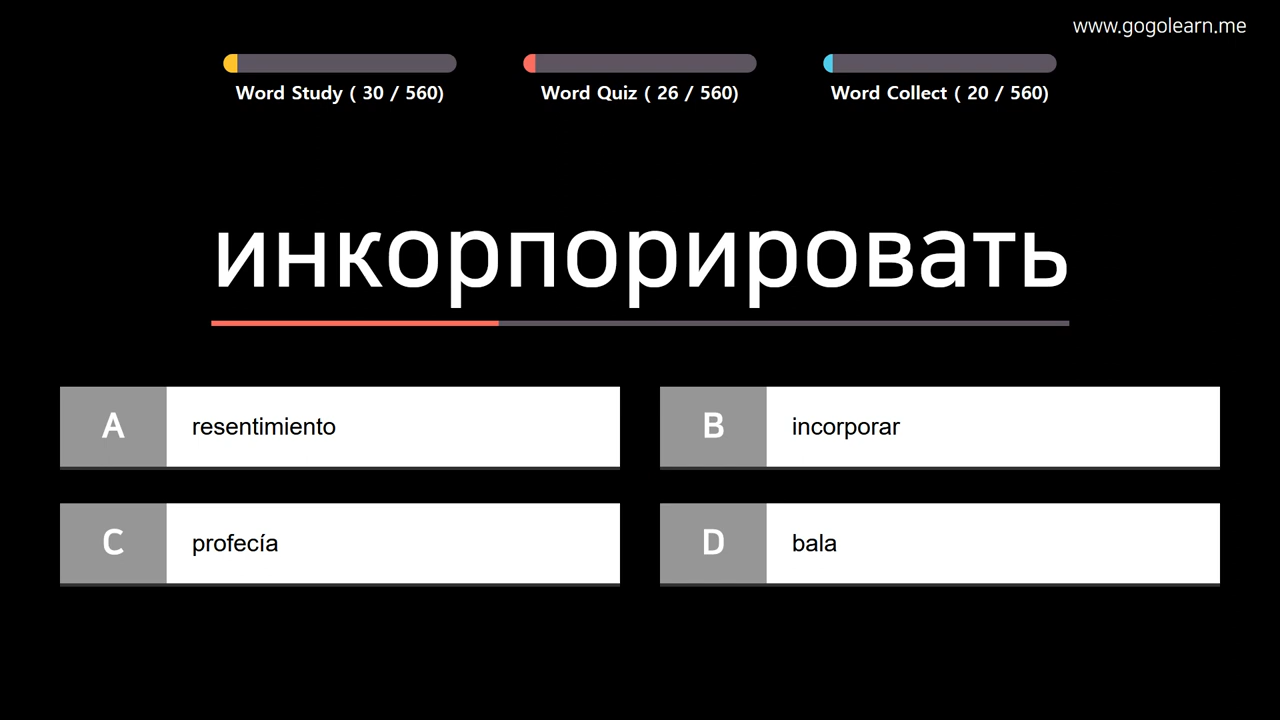 www.gogolearn.me
Word Study ( 30 / 560)
Word Quiz ( 26 / 560)
Word Collect ( 20 / 560)
инкорпорировать
A resentimiento
B incorporar
C profecía
D bala